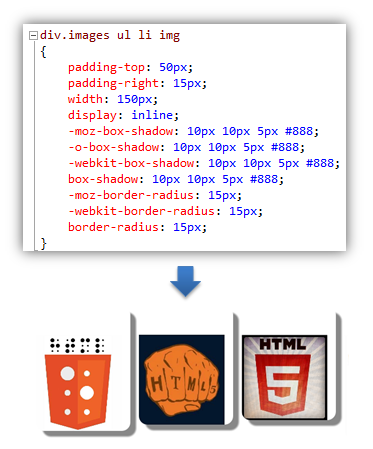 div.images ul li img
{
padding-top: 50px;
padding-right: 15px;
width: 150px;
display: inline;
-moz-box-shadow: 10px 10px 5px #888;
-o-box-shadow: 10px 10px 5px #888;
-webkit-box-shadow: 10px 10px 5px #888;
box-shadow: 10px 10px 5px #888;
-moz-border-radius: 15px;
-webkit-border-radius: 15px;
border-radius: 15px;
}
HTML5
HTML
5